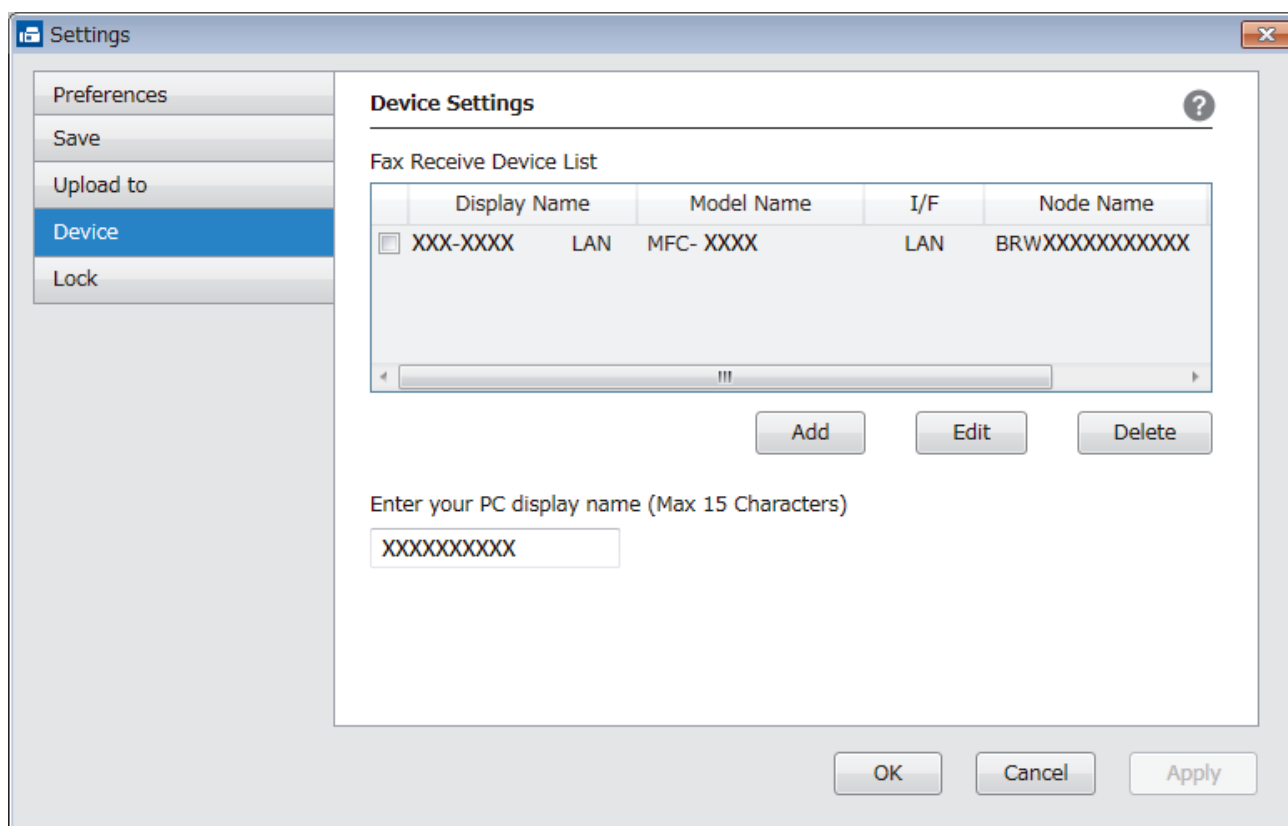 Settings
Preferences
Save
Upload to
Device
Lock
Device Settings
Fax Receive Device List
Display Name Model Name I/F Node Name
XXX-XXXX LAN MFC- XXXX LAN BRWXXXXXXXXXXX
Add Edit Delete
Enter your PC display name (Max 15 Characters)
XXXXXXXXXX
OK Cancel Apply